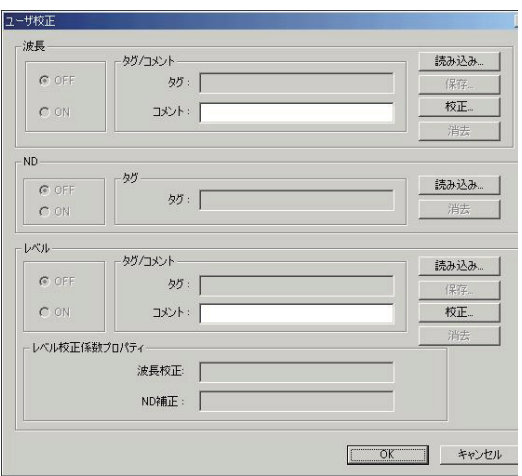 ユーザ校正
波長
OFF
ON
タグ/コメント
タグ:
コメント:
読み込み...
保存...
校正...
消去
ND
OFF
ON
タグ
タグ:
読み込み...
消去
レベル
OFF
ON
タグ/コメント
タグ:
コメント:
読み込み...
保存...
校正...
消去
レベル校正係数プロパティ
波長校正:
ND補正:
OK
キャンセル